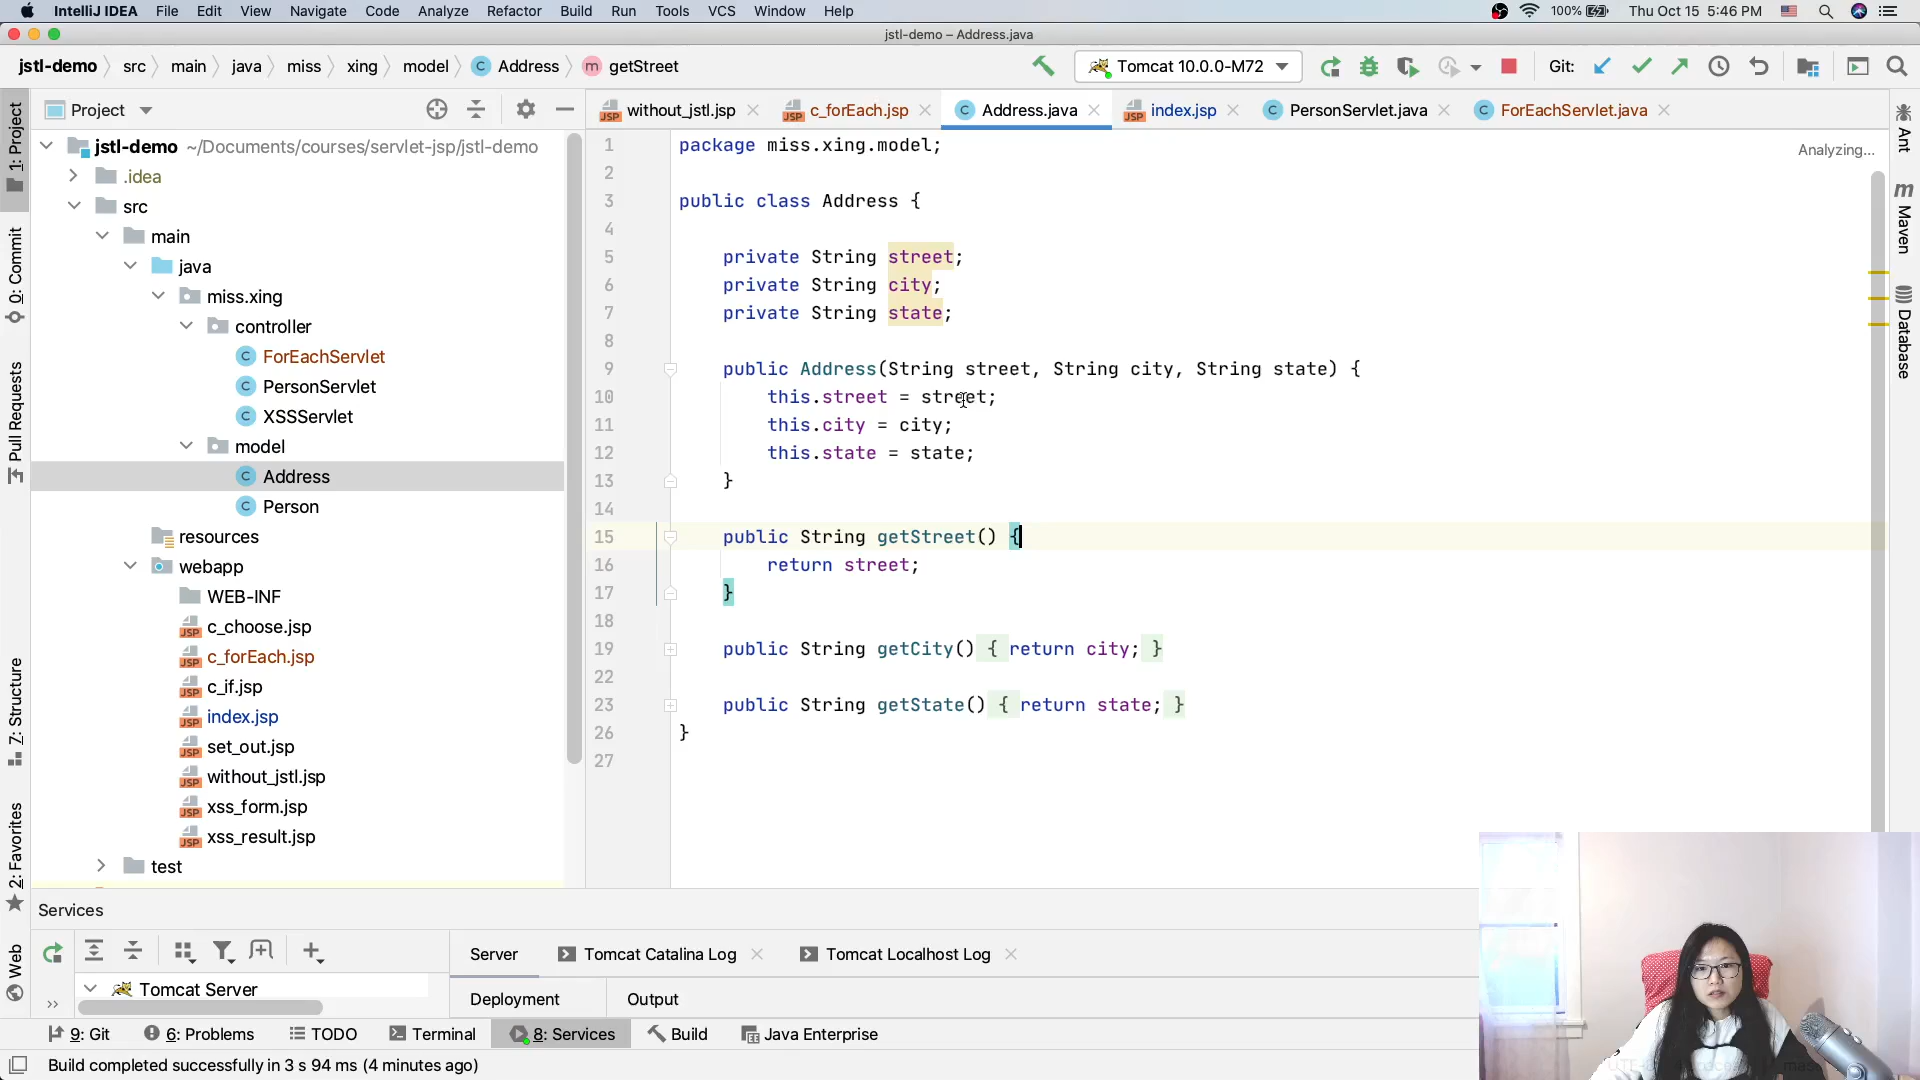 IntelliJ IDEA File Edit View Navigate Code Analyze Refactor Build Run Tools VCS Window Help 100% Thu Oct 15 5:46 PM
jstl-demo – Address.java
jstl-demo src main java miss xing model C Address m getStreet Tomcat 10.0.0-M72 Git:
1: Project
0: Commit
Pull Requests
7: Structure
2: Favorites
Web
Project
jstl-demo ~/Documents/courses/servlet-jsp/jstl-demo
.idea
src
main
java
miss.xing
controller
C ForEachServlet
C PersonServlet
C XSSServlet
model
C Address
C Person
resources
webapp
WEB-INF
JSP c_choose.jsp
JSP c_forEach.jsp
JSP c_if.jsp
JSP index.jsp
JSP set_out.jsp
JSP without_jstl.jsp
JSP xss_form.jsp
JSP xss_result.jsp
test
JSP without_jstl.jsp JSP c_forEach.jsp C Address.java JSP index.jsp C PersonServlet.java C ForEachServlet.java
Analyzing...
1 package miss.xing.model;
2
3 public class Address {
4
5 private String street;
6 private String city;
7 private String state;
8
9 public Address(String street, String city, String state) {
10 this.street = street;
11 this.city = city;
12 this.state = state;
13 }
14
15 public String getStreet() {
16 return street;
17 }
18
19 public String getCity() { return city; }
22
23 public String getState() { return state; }
26 }
27
Ant
m Maven
Database
Services
Server Tomcat Catalina Log Tomcat Localhost Log
Tomcat Server
Deployment Output
9: Git 6: Problems TODO Terminal 8: Services Build Java Enterprise
Build completed successfully in 3 s 94 ms (4 minutes ago)